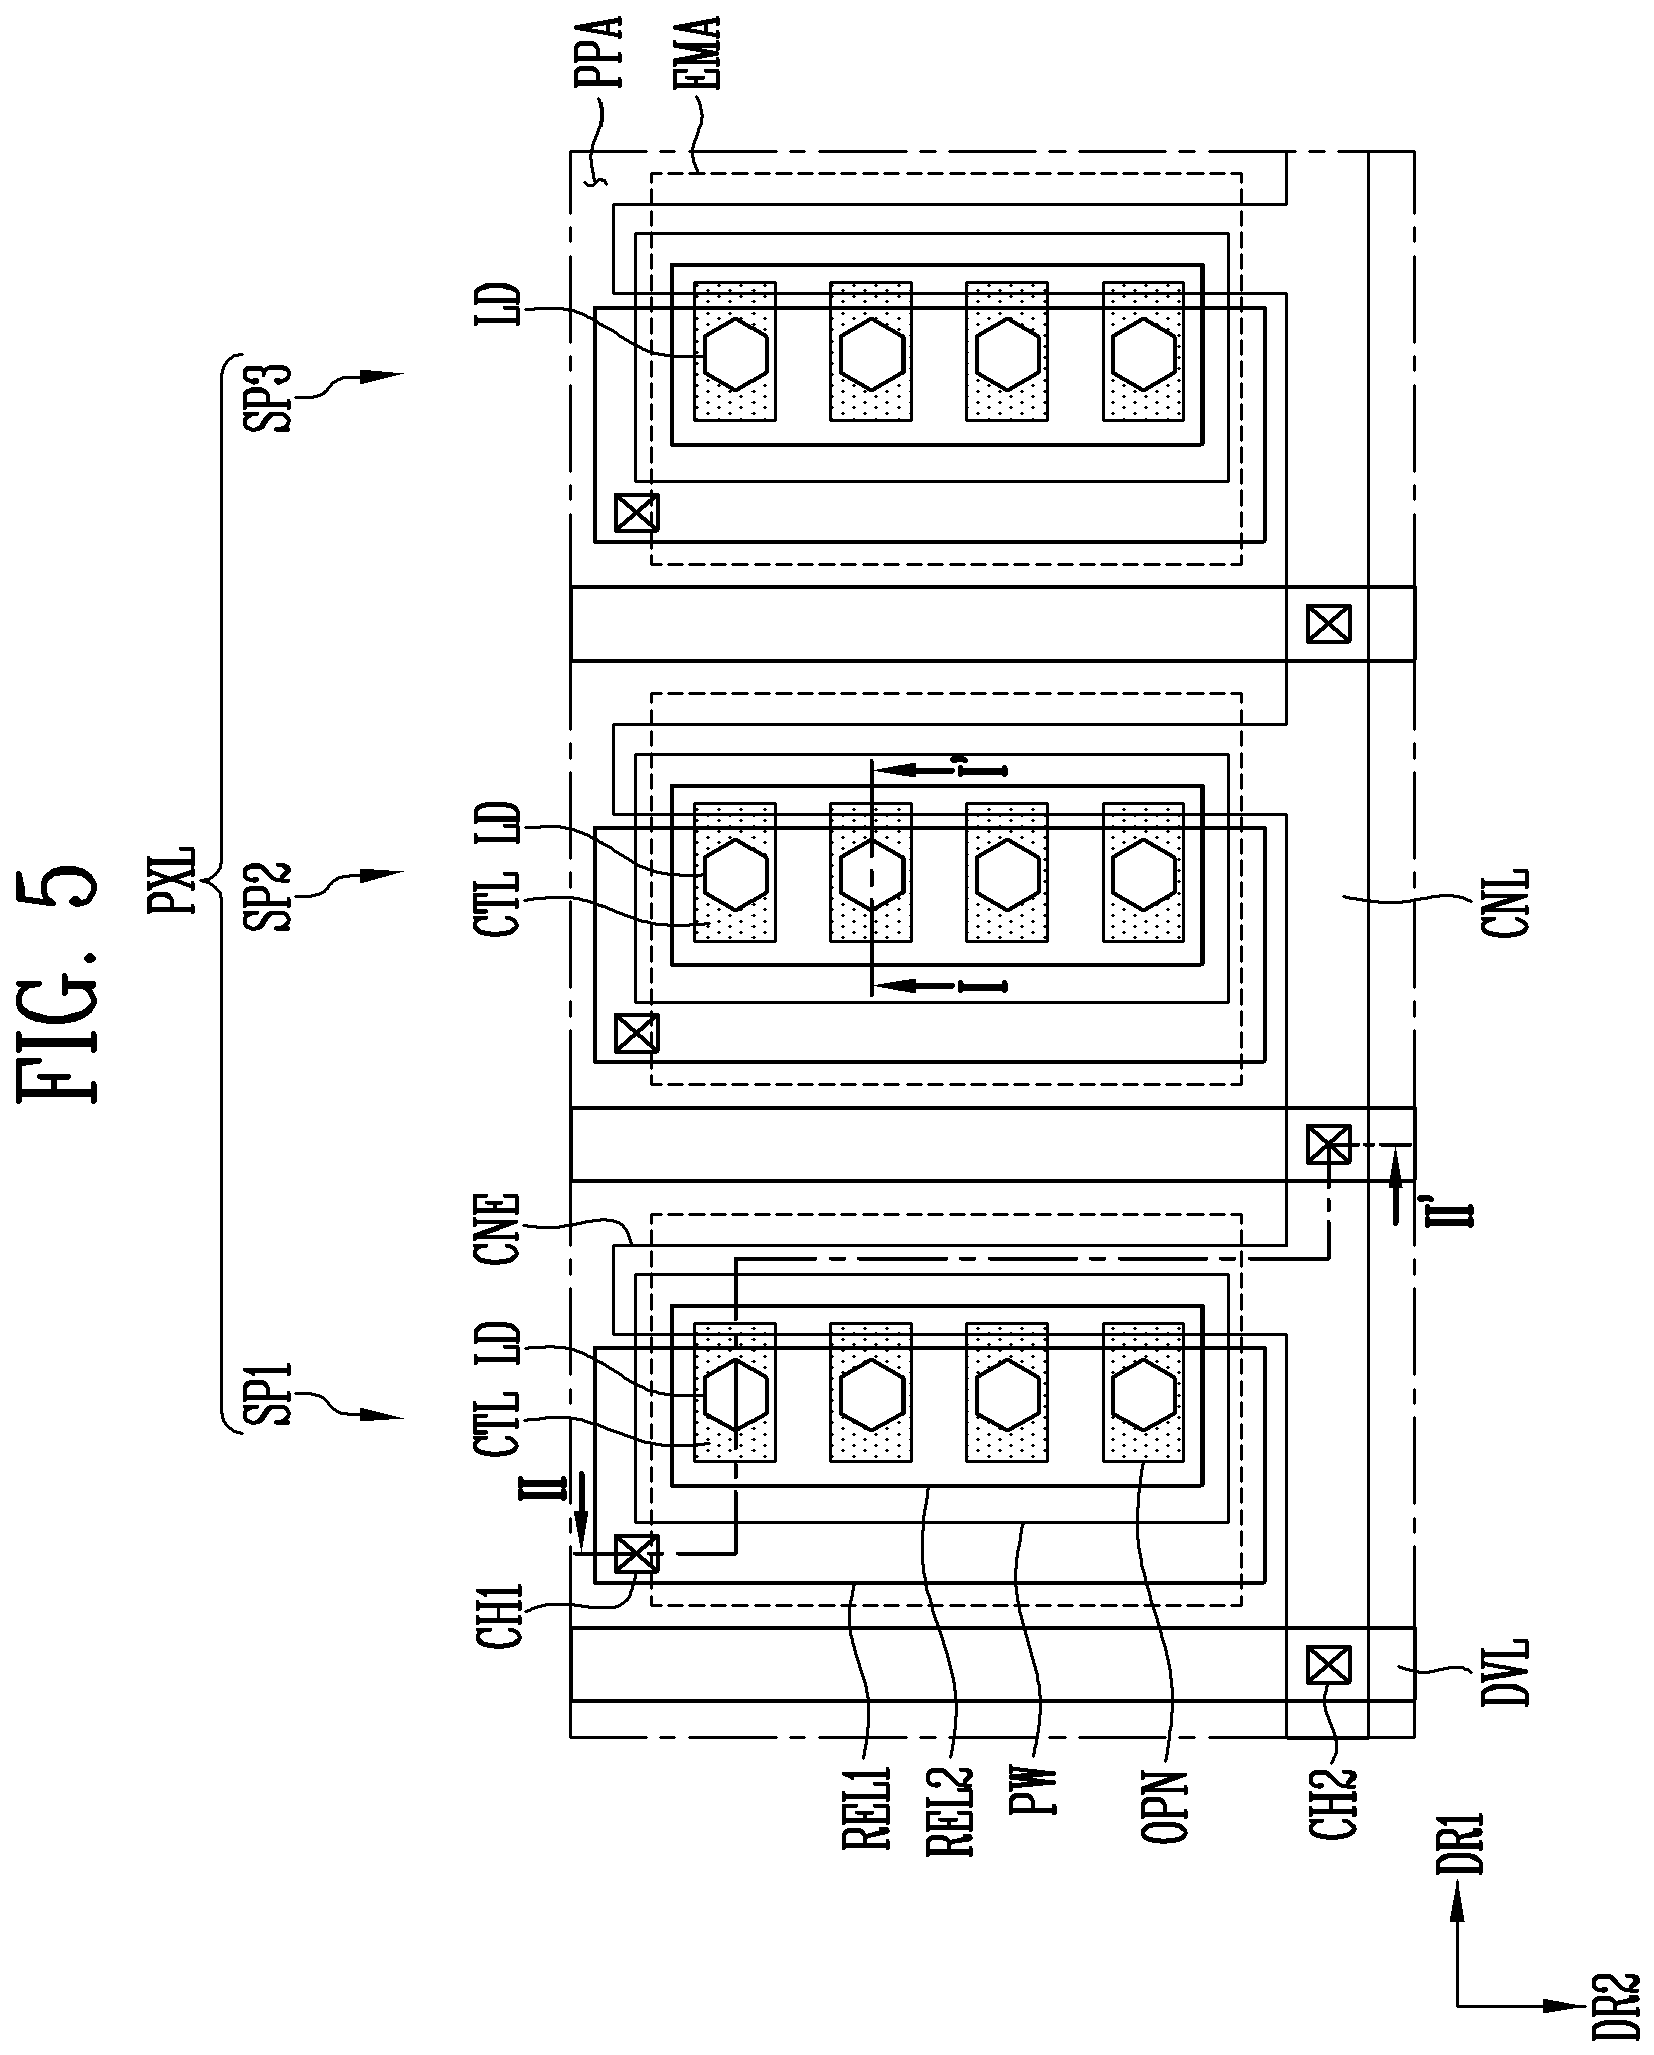 FIG. 5
PXL
SP1 SP2 SP3
CH1 CTL LD CNE CTL LD LD
II
PPA
EMA
REL1
REL2
I I'
PW
OPN
CH2
II'
DVL CNL
DR1
DR2